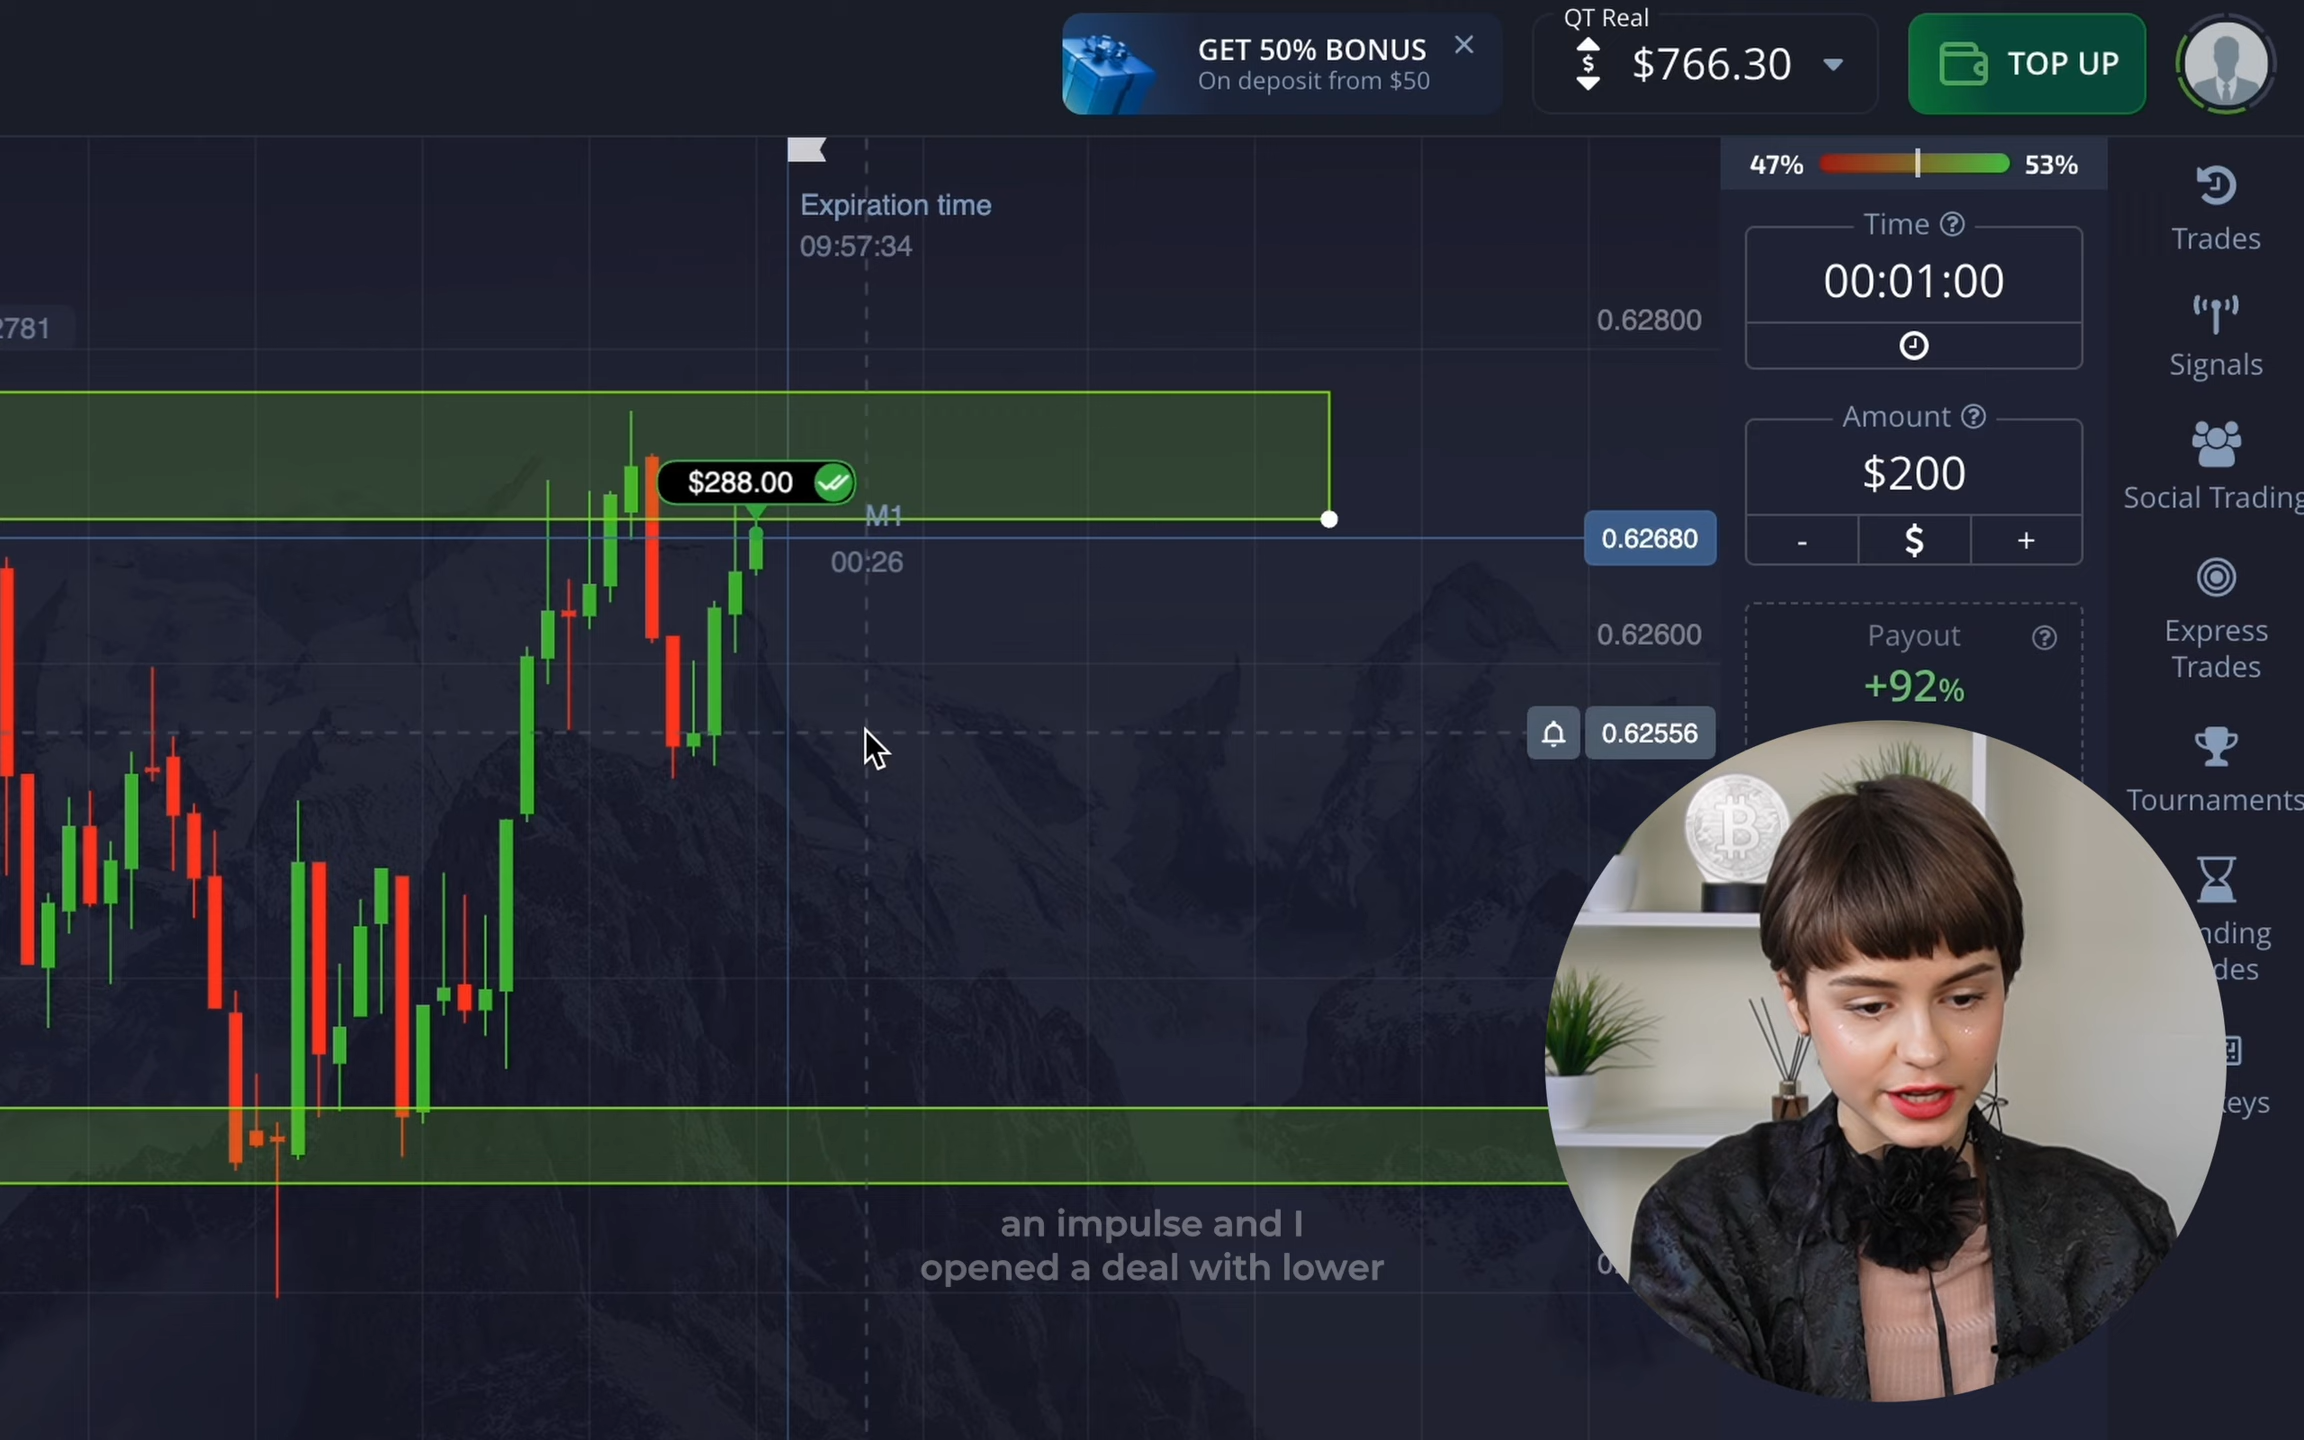 GET 50% BONUS
On deposit from $50
QT Real
$766.30
TOP UP
47%
53%
Expiration time
09:57:34
2781
0.62800
Time
00:01:00
Amount
$200
- $ +
$288.00
M1
00:26
0.62680
0.62600
0.62556
Payout
+92%
Trades
Signals
Social Trading
Express
Trades
Tournaments
an impulse and I
opened a deal with lower